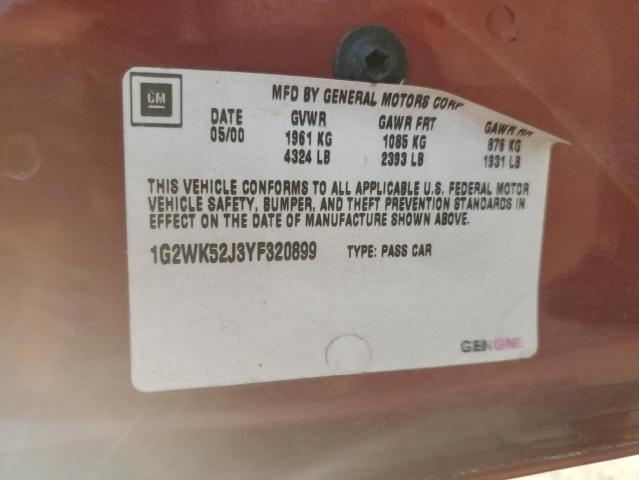 GM
MFD BY GENERAL MOTORS CORP
DATE GVWR GAWR FRT GAWR RR
05/00 1961 KG 1085 KG 876 KG
4324 LB 2393 LB 1931 LB
THIS VEHICLE CONFORMS TO ALL APPLICABLE U.S. FEDERAL MOTOR
VEHICLE SAFETY, BUMPER, AND THEFT PREVENTION STANDARDS IN
EFFECT ON THE DATE OF MANUFACTURE SHOWN ABOVE.
1G2WK52J3YF320899 TYPE: PASS CAR